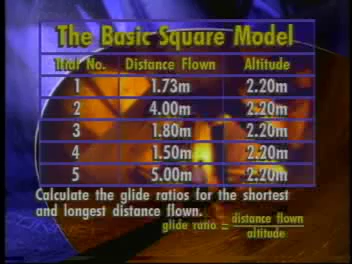 The Basic Square Model
Trial No. Distance Flown Altitude
1 1.73m 2.20m
2 4.00m 2.20m
3 1.80m 2.20m
4 1.50m 2.20m
5 5.00m 2.20m
Calculate the glide ratios for the shortest
and longest distance flown.
glide ratio = distance flown
altitude